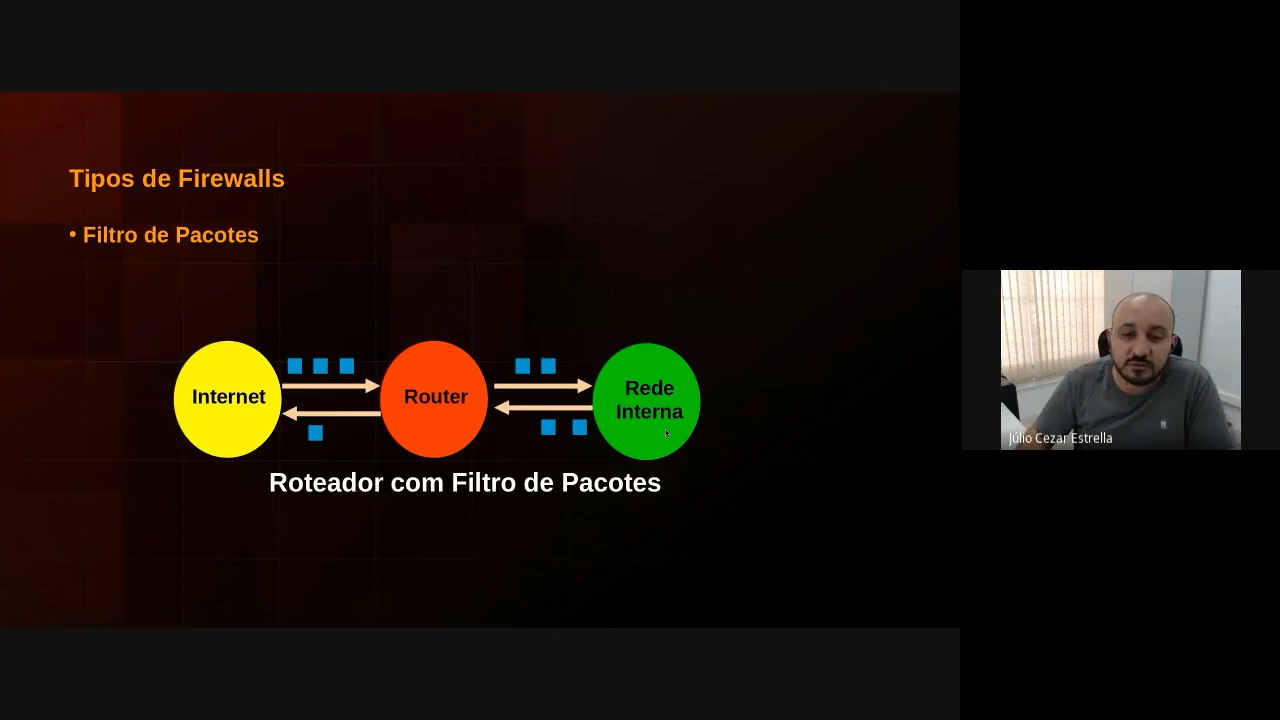 Tipos de Firewalls
• Filtro de Pacotes
Internet
Router
Rede
Interna
Roteador com Filtro de Pacotes
Júlio Cezar Estrella